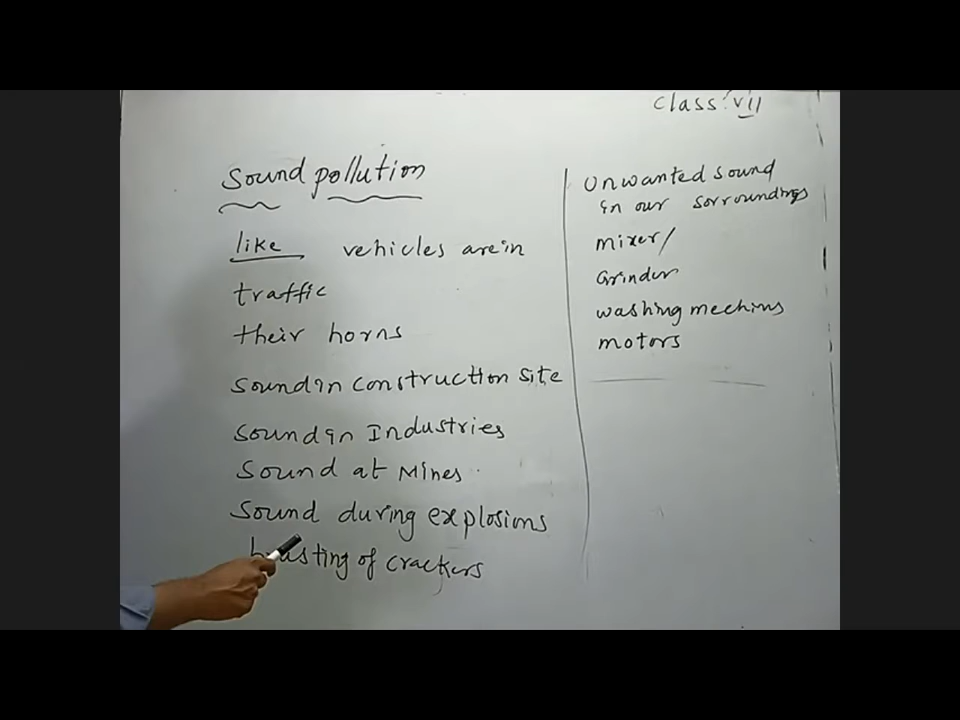 class: VII
Sound pollution
like vehicles are in
traffic
their horns
Sound in construction site
Sound in Industries
Sound at Mines
Sound during explosions
of crackers
Unwanted sound
in our sorroundings
mixer/
Grinder
washing mechins
motors